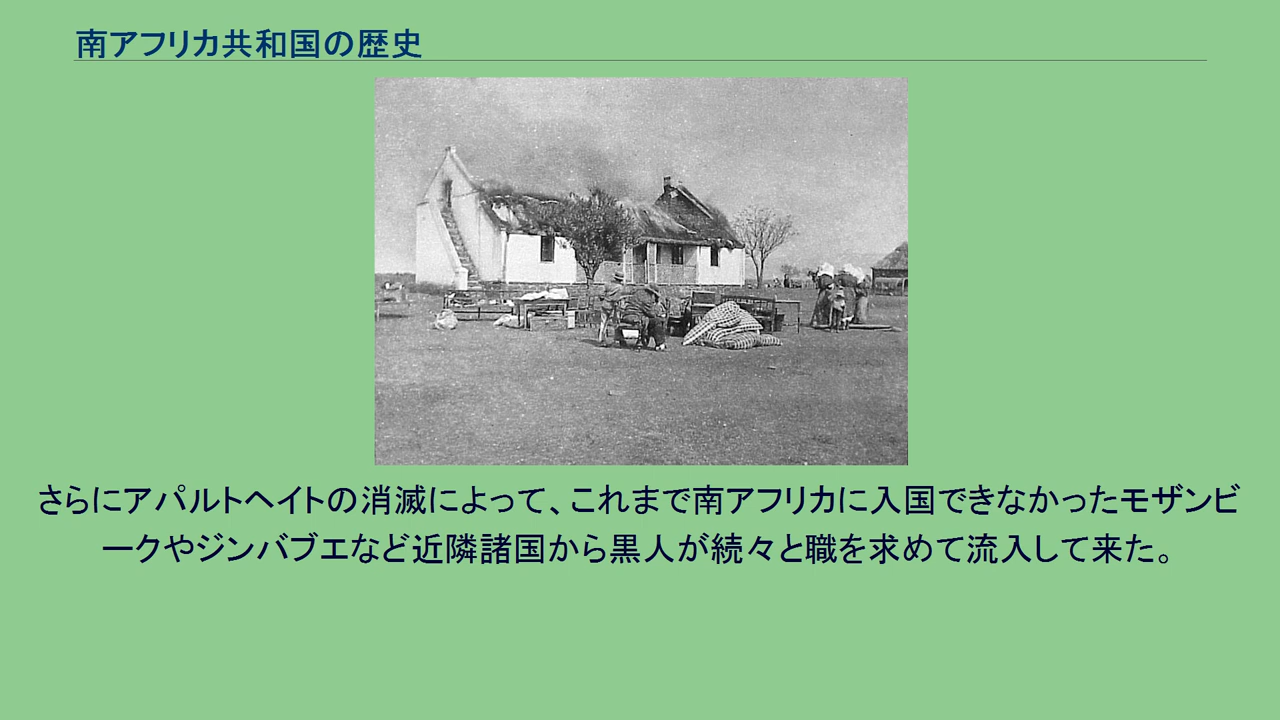 南アフリカ共和国の歴史
さらにアパルトヘイトの消滅によって、これまで南アフリカに入国できなかったモザンビ
ークやジンバブエなど近隣諸国から黒人が続々と職を求めて流入して来た。